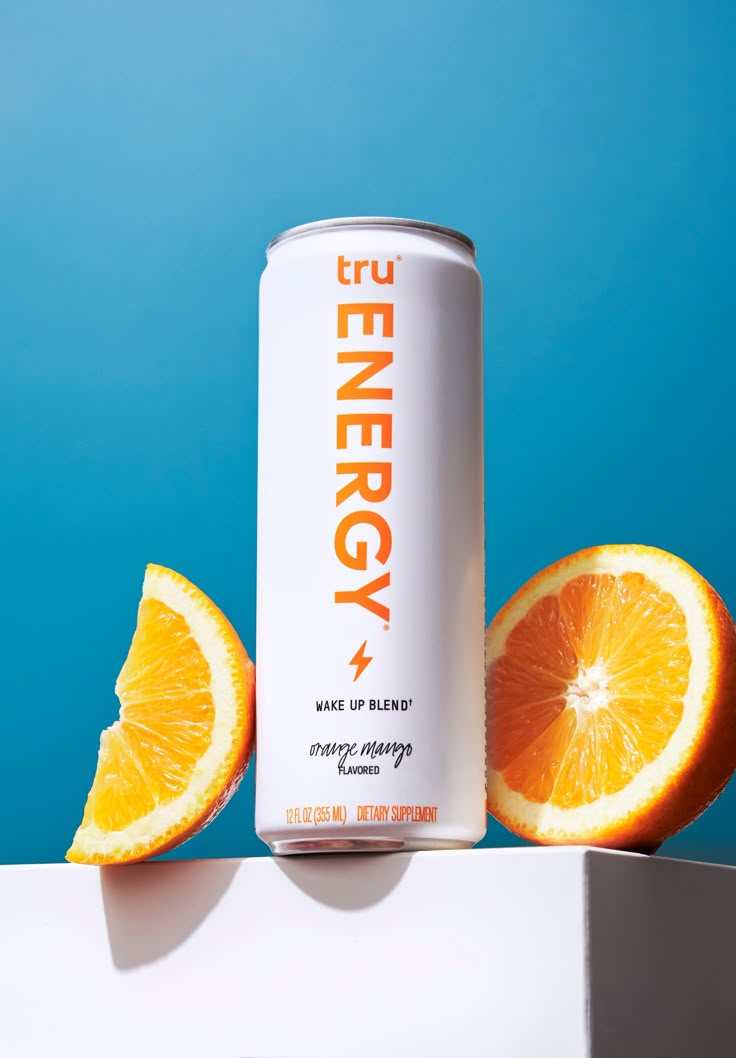 tru®
ENERGY®
WAKE UP BLEND†
orange mango
FLAVORED
12 FL OZ (355 ML) DIETARY SUPPLEMENT